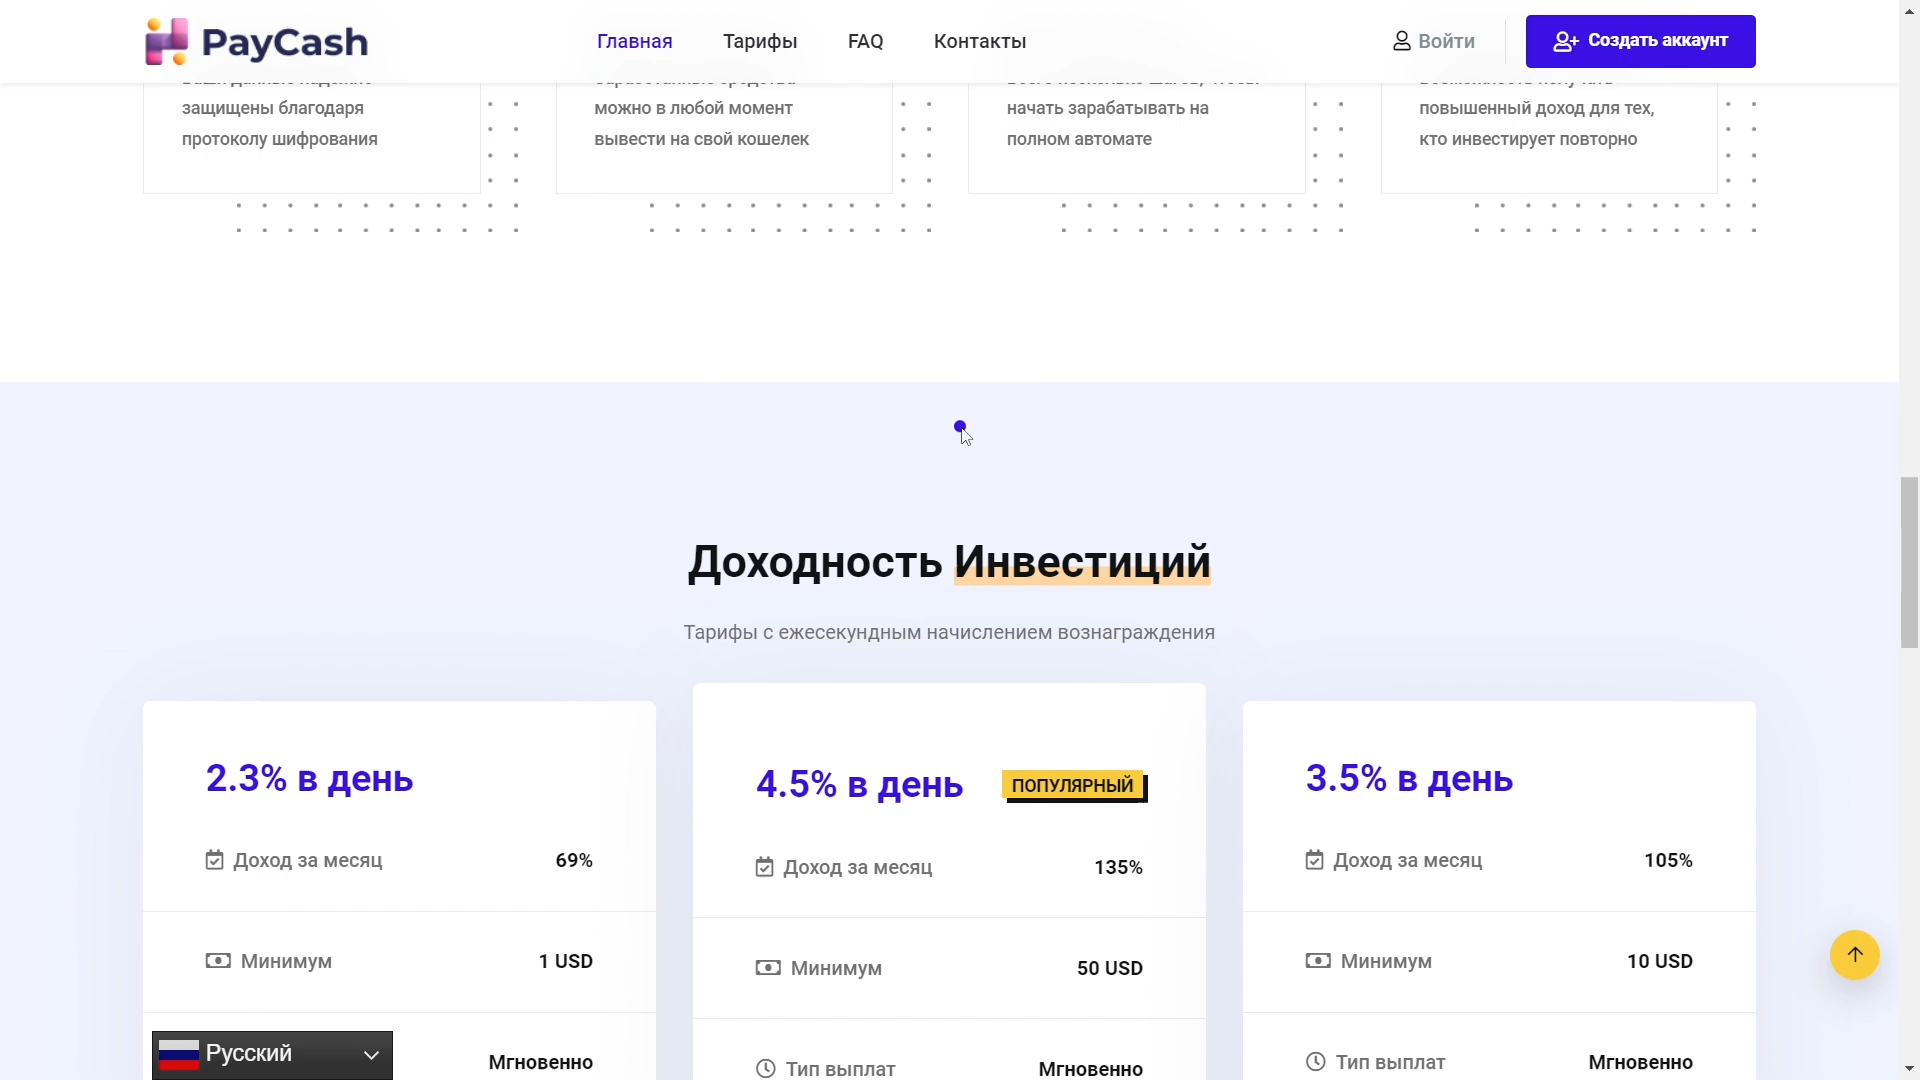 PayCash
Главная
Тарифы
FAQ
Контакты
Войти
Создать аккаунт
защищены благодаря
протоколу шифрования
можно в любой момент
вывести на свой кошелек
начать зарабатывать на
полном автомате
повышенный доход для тех,
кто инвестирует повторно
Доходность Инвестиций
Тарифы с ежесекундным начислением вознаграждения
2.3% в день
Доход за месяц 69%
Минимум 1 USD
Мгновенно
4.5% в день ПОПУЛЯРНЫЙ
Доход за месяц 135%
Минимум 50 USD
Тип выплат Мгновенно
3.5% в день
Доход за месяц 105%
Минимум 10 USD
Тип выплат Мгновенно
Русский